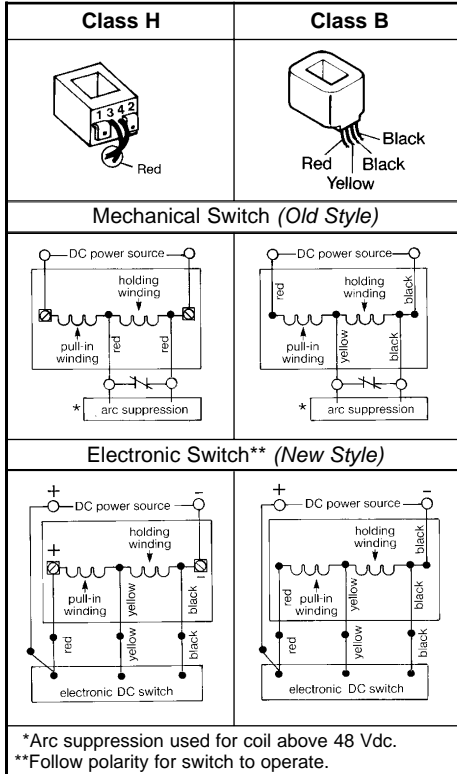 Class H Class B
1 3 4 2
Red
Black
Red Black
Yellow
Mechanical Switch (Old Style)
DC power source
holding
winding
pull-in
winding
red red
* arc suppression
DC power source
red
black
holding
winding
pull-in
winding
yellow
black
* arc suppression
Electronic Switch** (New Style)
+ −
DC power source
holding
winding
+ −
pull-in
winding
yellow black
red yellow black
electronic DC switch
+ −
DC power source
holding
winding
black
pull-in
winding
red yellow black
red yellow black
electronic DC switch
*Arc suppression used for coil above 48 Vdc.
**Follow polarity for switch to operate.